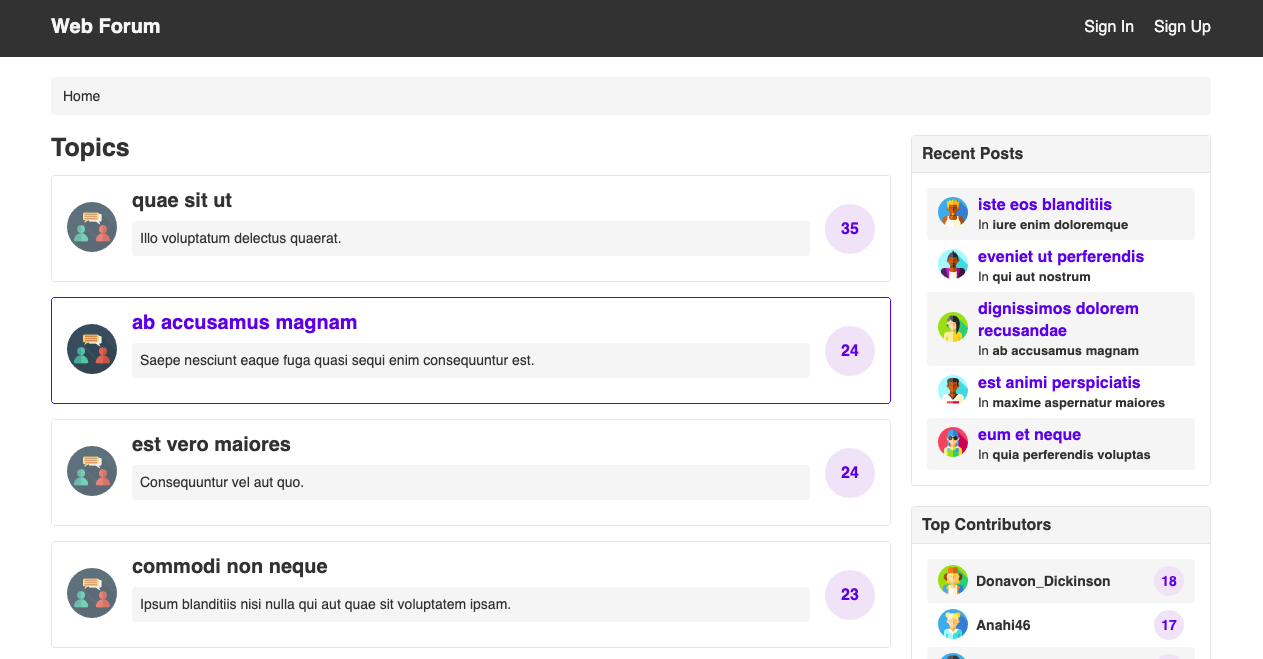 Web Forum
Sign In
Sign Up
Home
Topics
quae sit ut
Illo voluptatum delectus quaerat.
35
ab accusamus magnam
Saepe nesciunt eaque fuga quasi sequi enim consequuntur est.
24
est vero maiores
Consequuntur vel aut quo.
24
commodi non neque
Ipsum blanditiis nisi nulla qui aut quae sit voluptatem ipsam.
23
Recent Posts
iste eos blanditiis
In iure enim doloremque
eveniet ut perferendis
In qui aut nostrum
dignissimos dolorem
recusandae
In ab accusamus magnam
est animi perspiciatis
In maxime aspernatur maiores
eum et neque
In quia perferendis voluptas
Top Contributors
Donavon_Dickinson
18
Anahi46
17